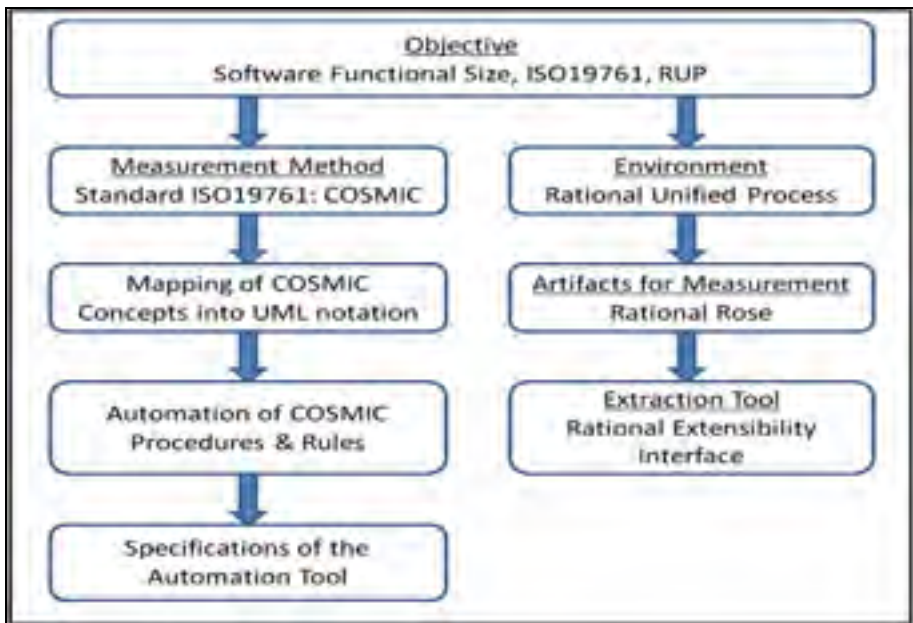 Objective
Software Functional Size, ISO19761, RUP
Measurement Method
Standard ISO19761: COSMIC
Mapping of COSMIC
Concepts into UML notation
Automation of COSMIC
Procedures & Rules
Specifications of the
Automation Tool
Environment
Rational Unified Process
Artifacts for Measurement
Rational Rose
Extraction Tool
Rational Extensibility
Interface